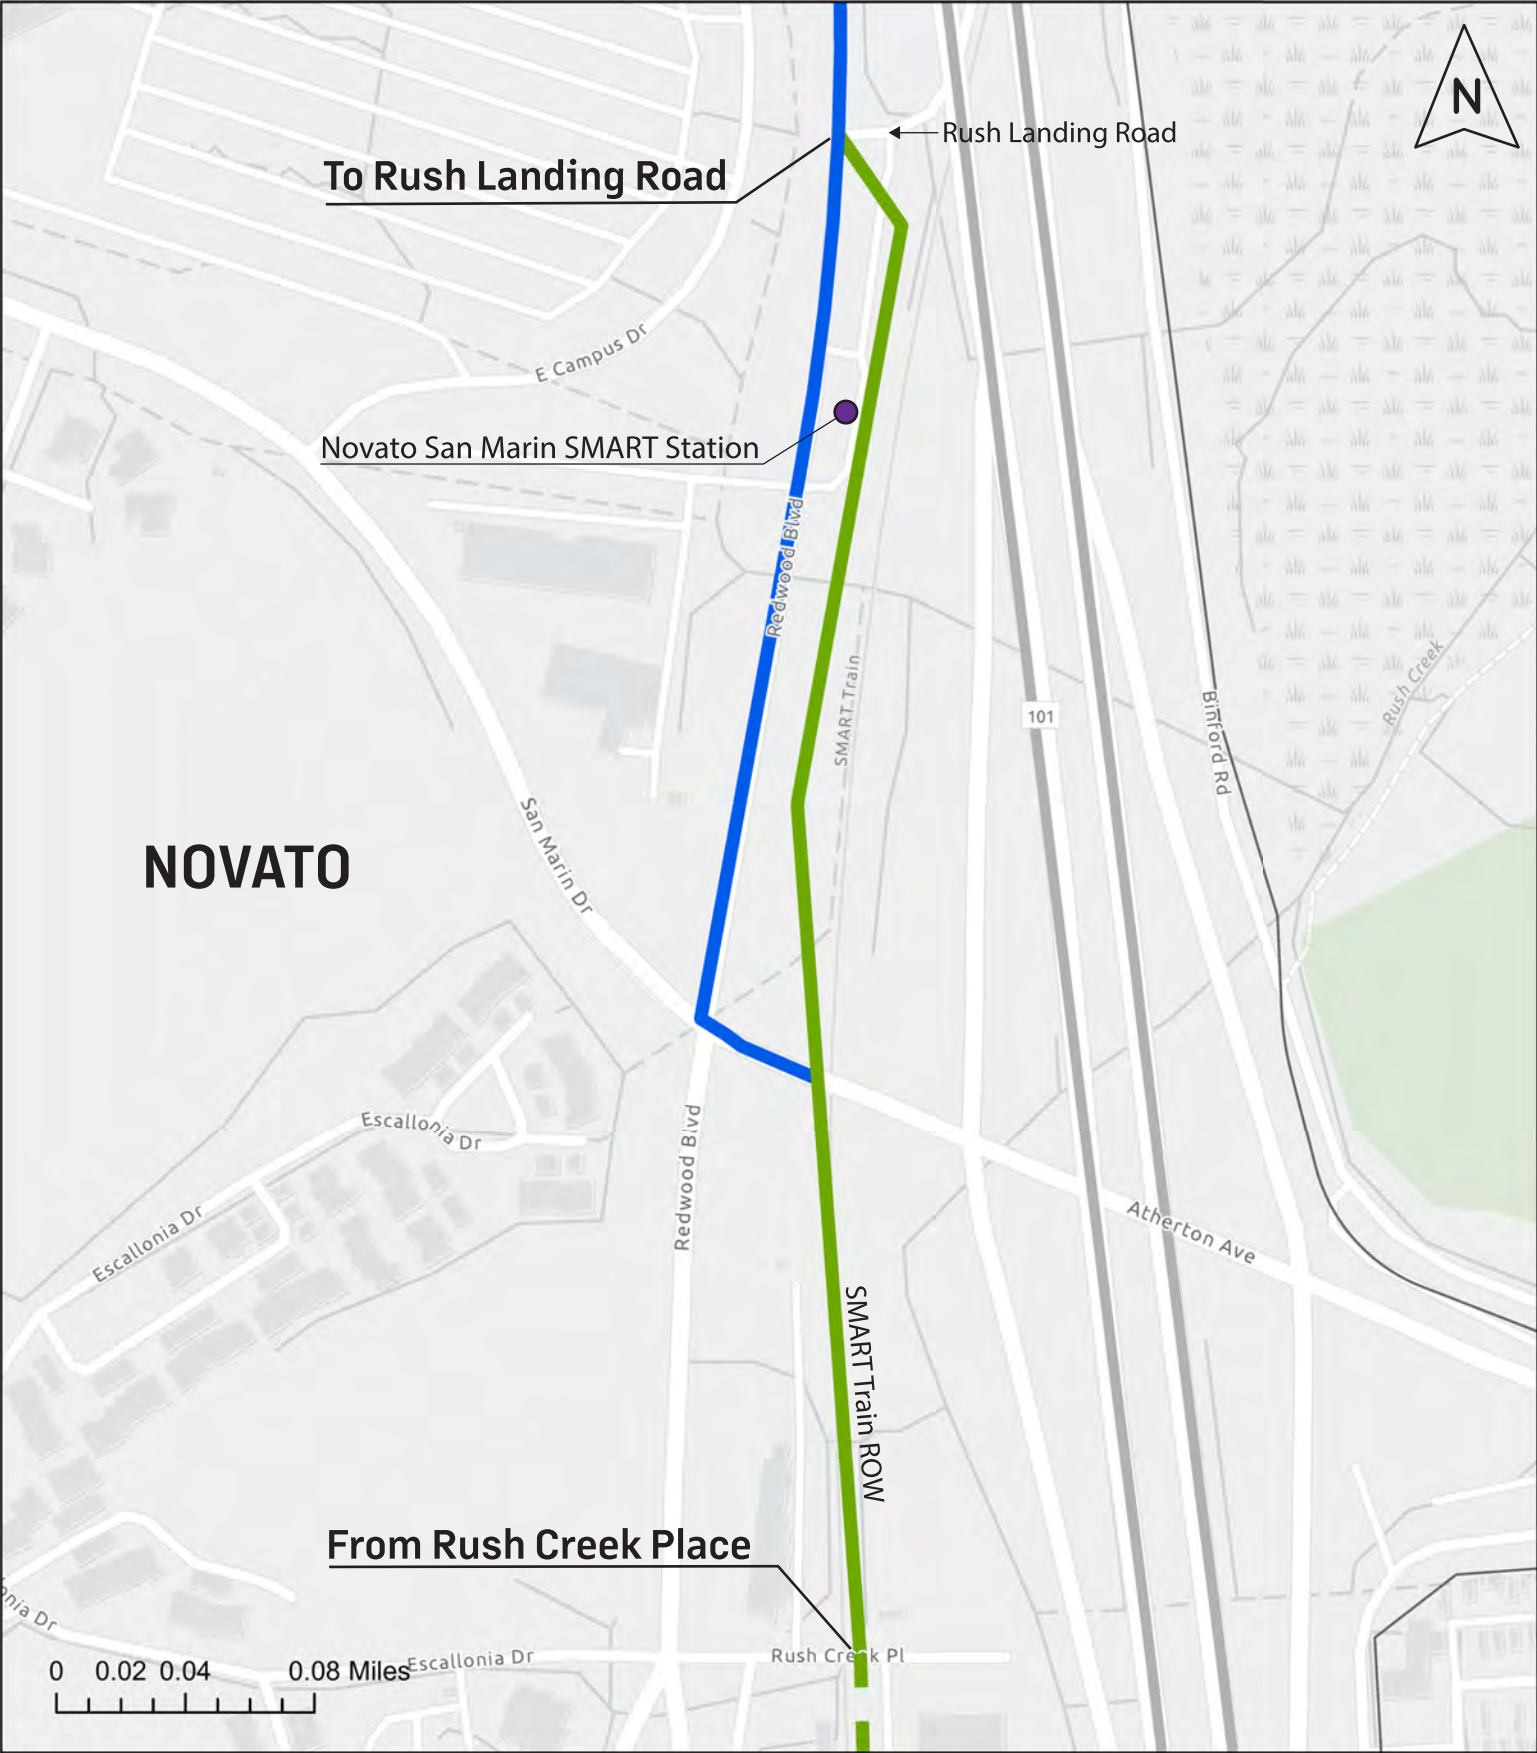 N
Rush Landing Road
To Rush Landing Road
E Campus Dr
Novato San Marin SMART Station
Redwood Blvd
SMART Train
Rush Creek
101
Binford Rd
San Marin Dr
NOVATO
Escallonia Dr
Redwood Blvd
Escallonia Dr
Atherton Ave
SMART Train ROW
From Rush Creek Place
onia Dr
Rush Creek Pl
Escallonia Dr
0 0.02 0.04 0.08 Miles